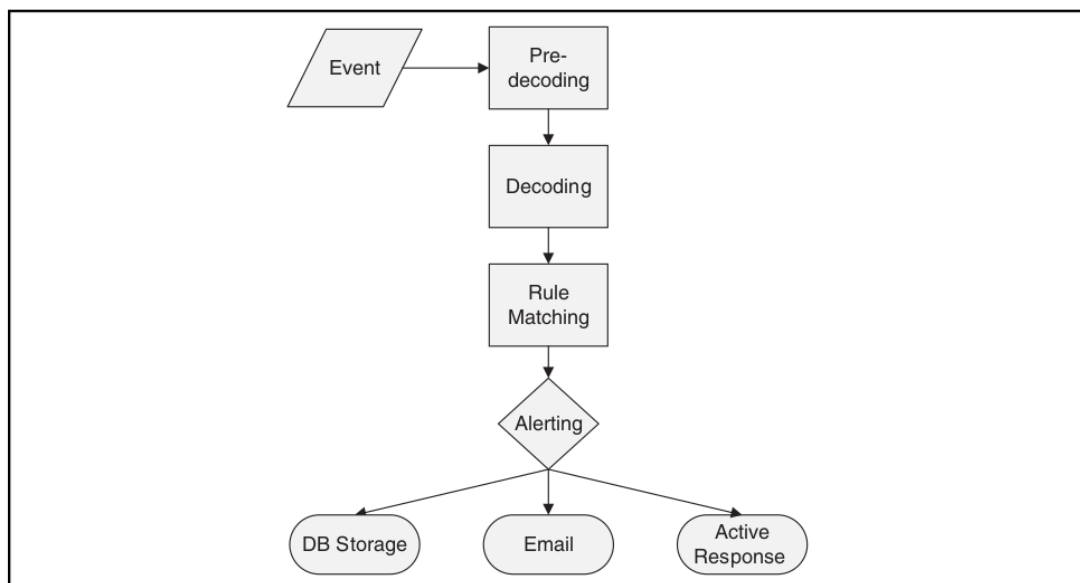 Event
Pre-
decoding
Decoding
Rule
Matching
Alerting
DB Storage
Email
Active
Response